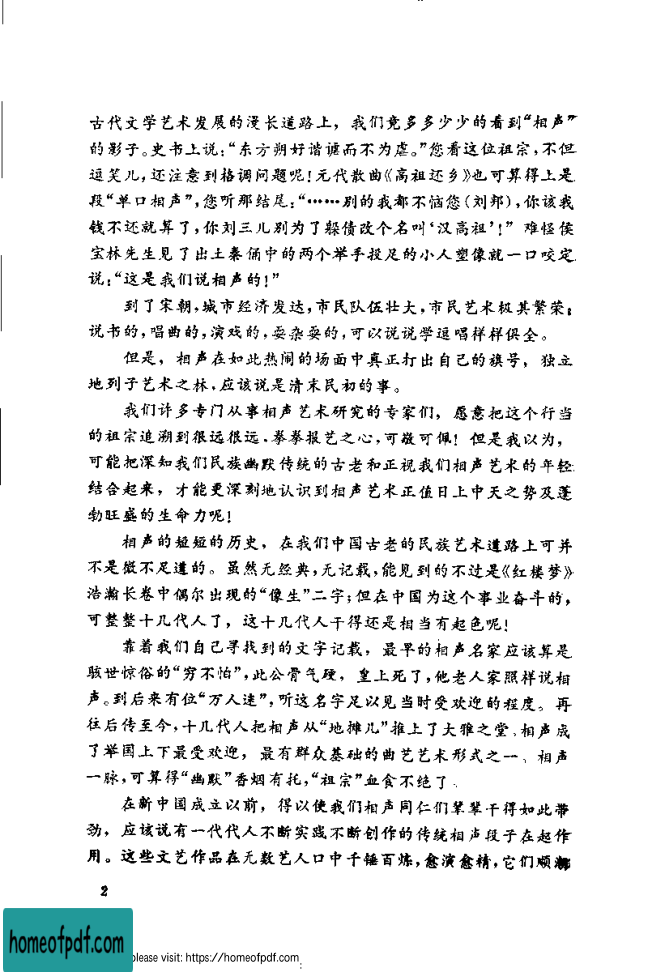 古代文学艺术发展的漫长道路上，我们竟多多少少的看到“相声”
的影子。史书上说：“东方朔好诙谑而不为虐。”您看这位祖宗，不但
逗笑儿，还注意到格调问题呢！元代散曲《高祖还乡》也可算得上是
段“单口相声”，您听那结尾：“……别的我都不恼您（刘邦），你该我
钱不还就算了，你刘三儿别为了躲债改个名叫‘汉高祖’！” 难怪侯
宝林先生见了出土秦俑中的两个举手投足的小人塑像就一口咬定
说：“这是我们说相声的！”
到了宋朝，城市经济发达，市民队伍壮大，市民艺术极其繁荣：
说书的，唱曲的，演戏的，耍杂耍的，可以说说学逗唱样样俱全。
但是，相声在如此热闹的场面中真正打出自己的旗号，独立
地列于艺术之林，应该说是清末民初的事。
我们许多专门从事相声艺术研究的专家们，愿意把这个行当
的祖宗追溯到很远很远，拳拳报艺之心，可敬可佩！但是我以为，
可能把深知我们民族幽默传统的古老和正视我们相声艺术的年轻
结合起来，才能更深刻地认识到相声艺术正值日上中天之势及蓬
勃旺盛的生命力呢！
相声的短短的历史，在我们中国古老的民族艺术道路上可并
不是微不足道的。虽然无经典，无记载，能见到的不过是《红楼梦》
浩瀚长卷中偶尔出现的“像生”二字；但在中国为这个事业奋斗的，
可整整十几代人了，这十几代人干得还是相当有起色呢！
靠着我们自己寻找到的文字记载，最早的相声名家应该算是
骇世惊俗的“穷不怕”，此公骨气硬，皇上死了，他老人家照样说相
声。到后来有位“万人迷”，听这名字足以见当时受欢迎的程度。再
往后传至今，十几代人把相声从“地摊儿”推上了大雅之堂、相声成
了举国上下最受欢迎，最有群众基础的曲艺艺术形式之一、相声
一脉，可算得“幽默”香烟有托，“祖宗”血食不绝了、
在新中国成立以前，得以使我们相声同仁们辈辈干得如此带
劲，应该说有一代代人不断实践不断创作的传统相声段子在起作
用。这些文艺作品在无数艺人口中千锤百炼，愈演愈精，它们顺潮
2
homeofpdf.com
please visit: https://homeofpdf.com